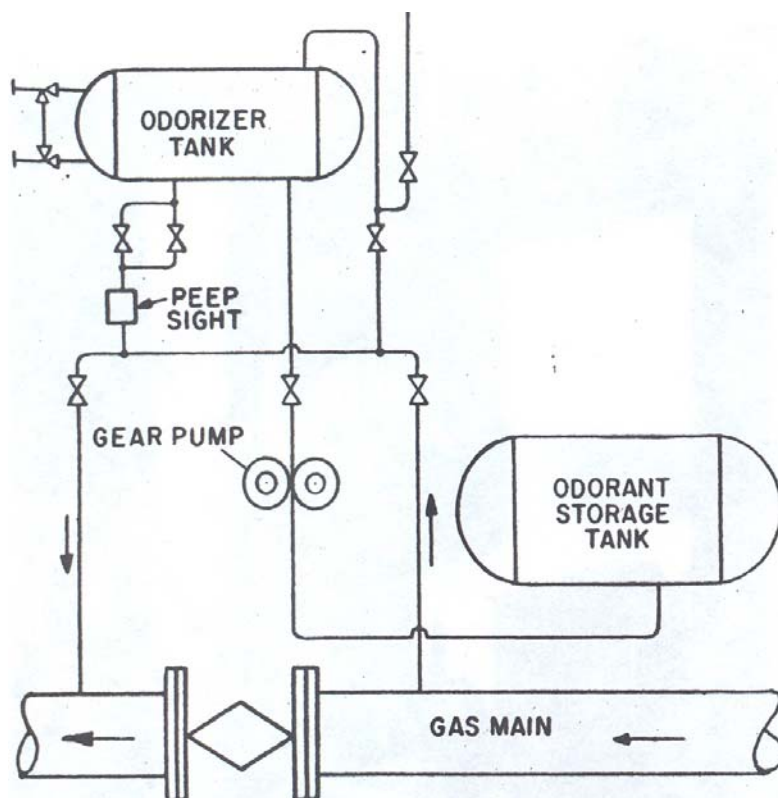 ODORIZER
TANK
PEEP
SIGHT
GEAR PUMP
ODORANT
STORAGE
TANK
GAS MAIN